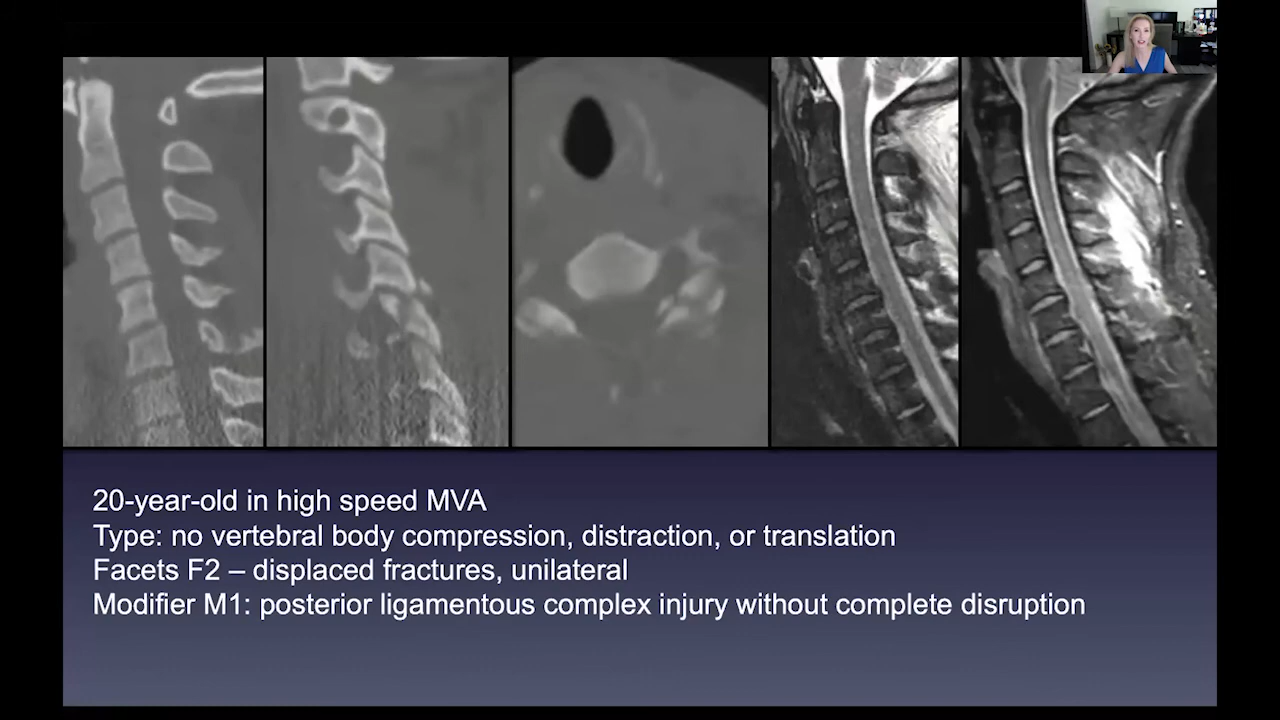 20-year-old in high speed MVA
Type: no vertebral body compression, distraction, or translation
Facets F2 – displaced fractures, unilateral
Modifier M1: posterior ligamentous complex injury without complete disruption